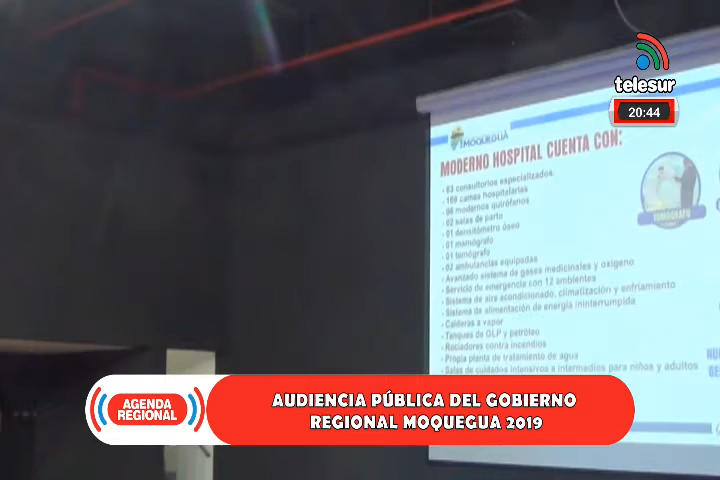 telesur
20:44
MOQUEGUA
MODERNO HOSPITAL CUENTA CON:
- 63 consultorios especializados.
- 169 camas hospitalarias
- 06 modernos quirófanos
- 02 salas de parto
- 01 densitómetro óseo
- 01 mamógrafo
- 01 tomógrafo
- 02 ambulancias equipadas
- Avanzado sistema de gases medicinales y oxigeno
- Servicio de emergencia con 12 ambientes
- Sistema de aire acondicionado, climatización y enfriamiento
- Sistema de alimentación de energía ininterrumpida
- Calderas a vapor
- Tanques de GLP y petróleo
- Rociadores contra incendios
- Propia planta de tratamiento de agua
- Salas de cuidados intensivos e intermedios para niños y adultos
TOMÓGRAFO
AGENDA
REGIONAL
AUDIENCIA PÚBLICA DEL GOBIERNO
REGIONAL MOQUEGUA 2019